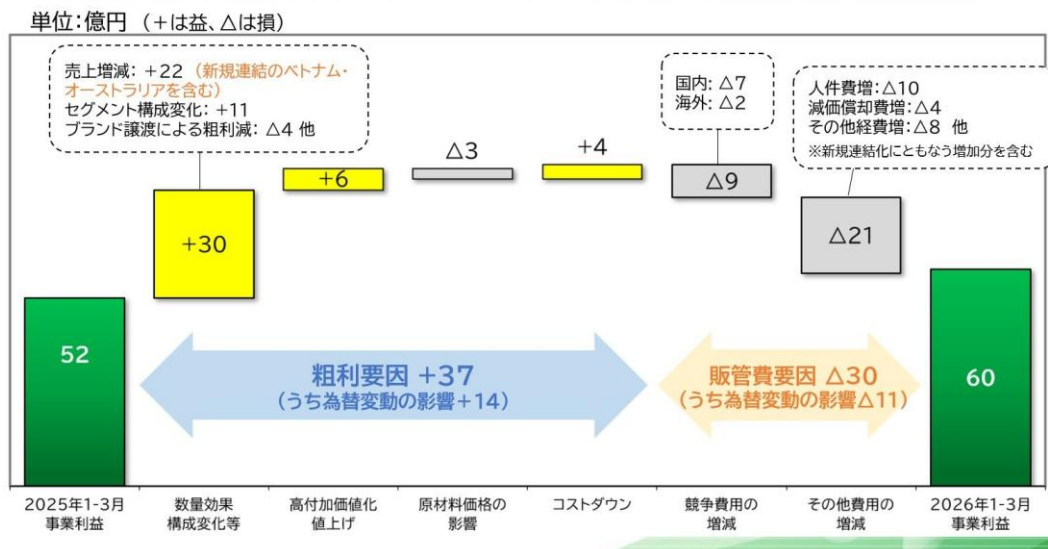 単位:億円 (+は益、△は損)
売上増減: +22 (新規連結のベトナム・
オーストラリアを含む)
セグメント構成変化: +11
ブランド譲渡による粗利減: △4 他
国内: △7
海外: △2
人件費増:△10
減価償却費増:△4
その他経費増:△8 他
※新規連結化にともなう増加分を含む
52
+30
+6
△3
+4
△9
△21
60
粗利要因 +37
(うち為替変動の影響+14)
販管費要因 △30
(うち為替変動の影響△11)
2025年1-3月
事業利益
数量効果
構成変化等
高付加価値化
値上げ
原材料価格の
影響
コストダウン
競争費用の
増減
その他費用の
増減
2026年1-3月
事業利益